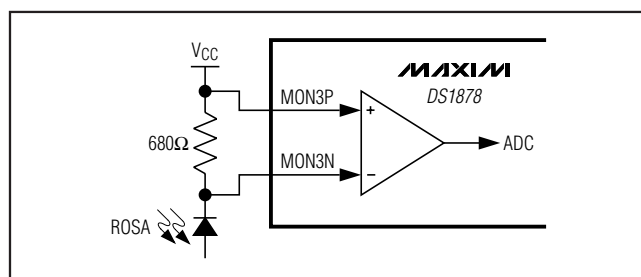 VCC
MAXIM
DS1878
MON3P
+
680Ω
ADC
MON3N
−
ROSA